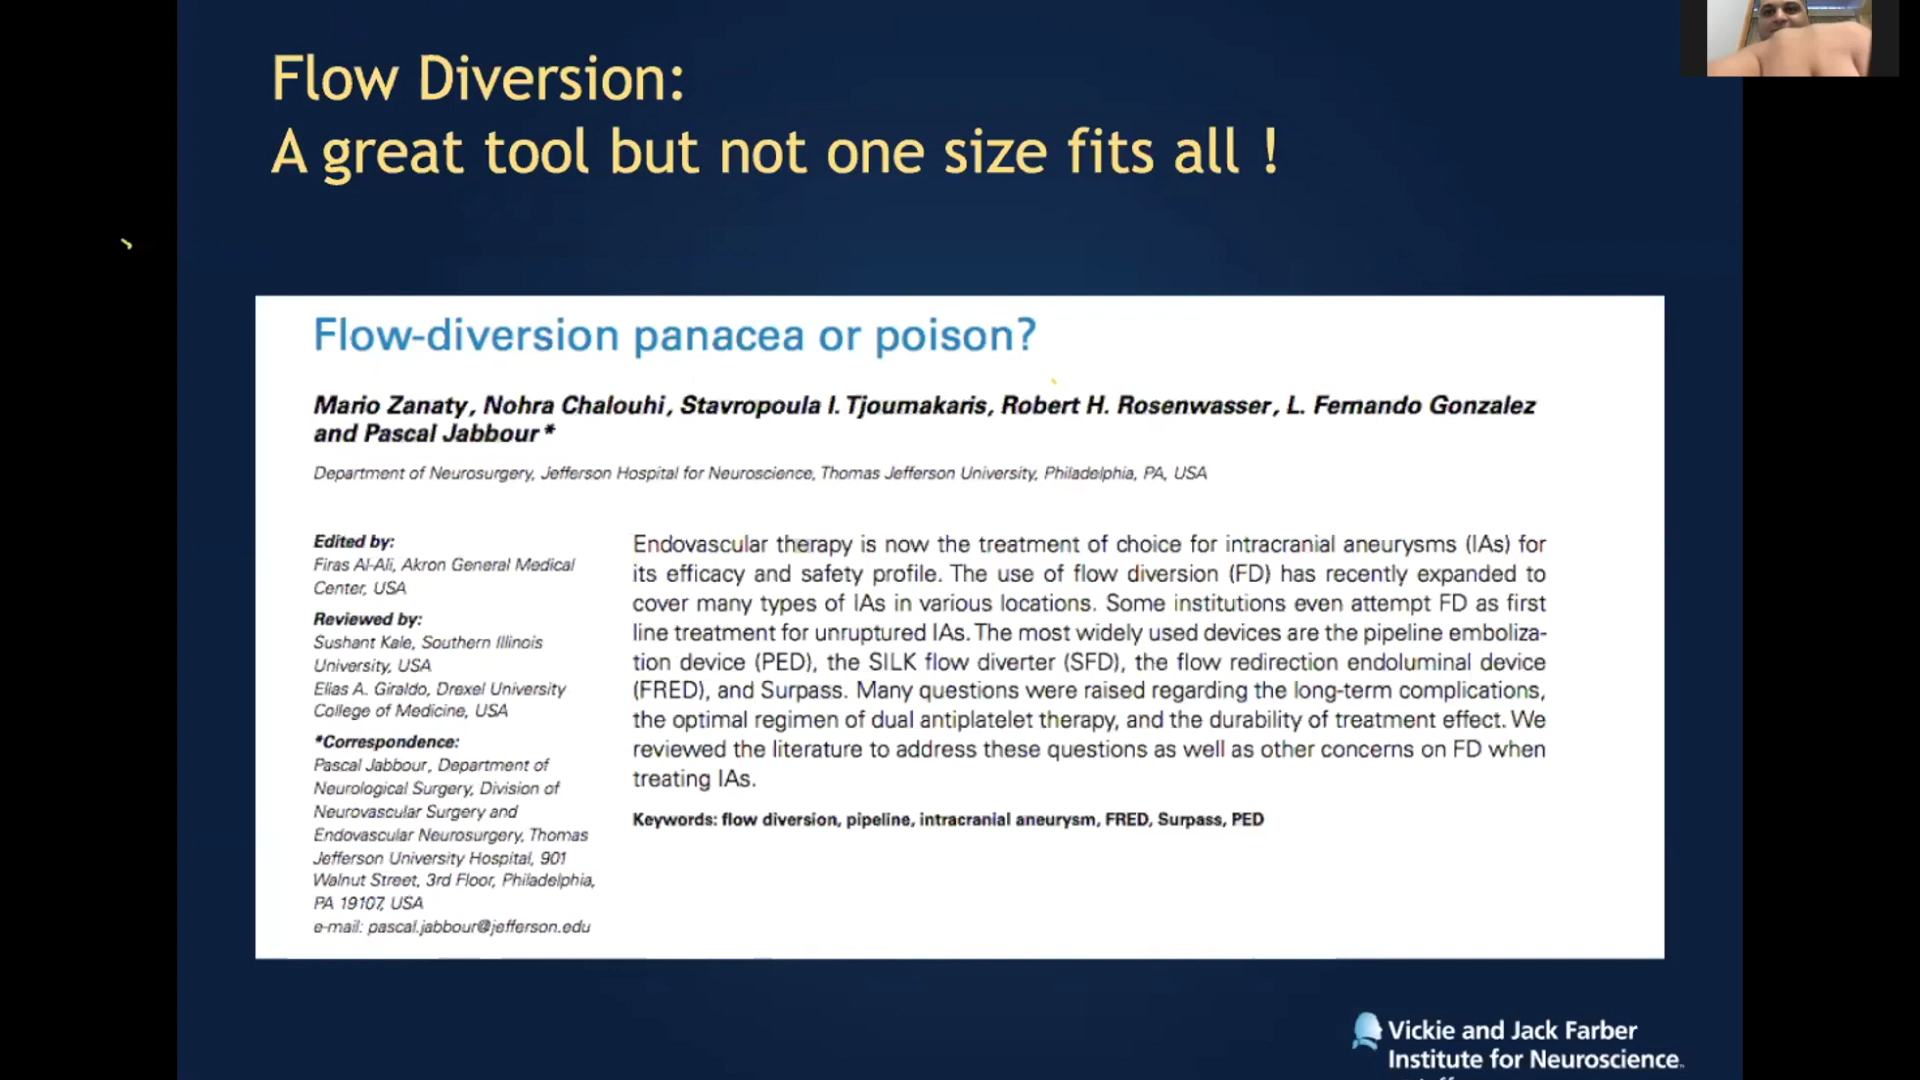 Flow Diversion:
A great tool but not one size fits all !
Flow-diversion panacea or poison?
Mario Zanaty, Nohra Chalouhi, Stavropoula I. Tjoumakaris, Robert H. Rosenwasser, L. Fernando Gonzalez
and Pascal Jabbour*
Department of Neurosurgery, Jefferson Hospital for Neuroscience, Thomas Jefferson University, Philadelphia, PA, USA
Edited by:
Firas Al-Ali, Akron General Medical
Center, USA
Reviewed by:
Sushant Kale, Southern Illinois
University, USA
Elias A. Giraldo, Drexel University
College of Medicine, USA
*Correspondence:
Pascal Jabbour, Department of
Neurological Surgery, Division of
Neurovascular Surgery and
Endovascular Neurosurgery, Thomas
Jefferson University Hospital, 901
Walnut Street, 3rd Floor, Philadelphia,
PA 19107, USA
e-mail: pascal.jabbour@jefferson.edu
Endovascular therapy is now the treatment of choice for intracranial aneurysms (IAs) for
its efficacy and safety profile. The use of flow diversion (FD) has recently expanded to
cover many types of IAs in various locations. Some institutions even attempt FD as first
line treatment for unruptured IAs. The most widely used devices are the pipeline emboliza-
tion device (PED), the SILK flow diverter (SFD), the flow redirection endoluminal device
(FRED), and Surpass. Many questions were raised regarding the long-term complications,
the optimal regimen of dual antiplatelet therapy, and the durability of treatment effect. We
reviewed the literature to address these questions as well as other concerns on FD when
treating IAs.
Keywords: flow diversion, pipeline, intracranial aneurysm, FRED, Surpass, PED
Vickie and Jack Farber
Institute for Neuroscience